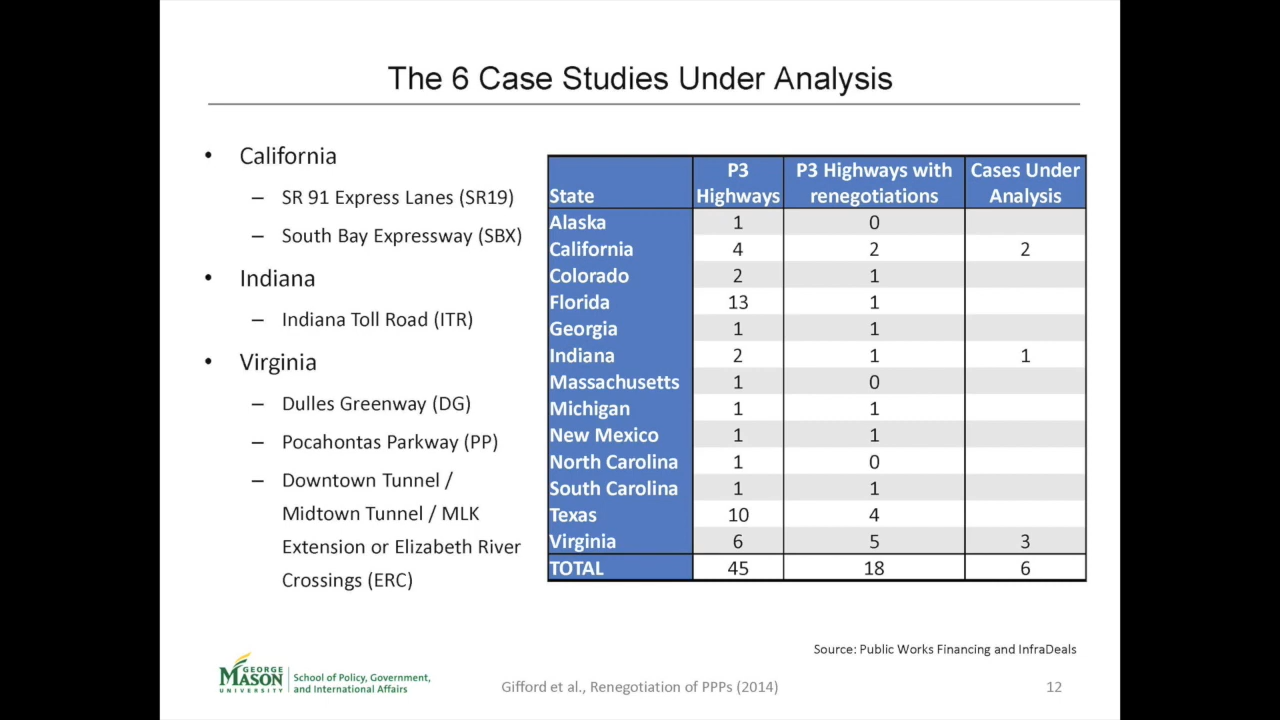 The 6 Case Studies Under Analysis
• California
– SR 91 Express Lanes (SR19)
– South Bay Expressway (SBX)
• Indiana
– Indiana Toll Road (ITR)
• Virginia
– Dulles Greenway (DG)
– Pocahontas Parkway (PP)
– Downtown Tunnel /
Midtown Tunnel / MLK
Extension or Elizabeth River
Crossings (ERC)
State P3 Highways P3 Highways with renegotiations Cases Under Analysis
Alaska 1 0
California 4 2 2
Colorado 2 1
Florida 13 1
Georgia 1 1
Indiana 2 1 1
Massachusetts 1 0
Michigan 1 1
New Mexico 1 1
North Carolina 1 0
South Carolina 1 1
Texas 10 4
Virginia 6 5 3
TOTAL 45 18 6
Source: Public Works Financing and InfraDeals
GEORGE
MASON
UNIVERSITY
School of Policy, Government,
and International Affairs
Gifford et al., Renegotiation of PPPs (2014)
12